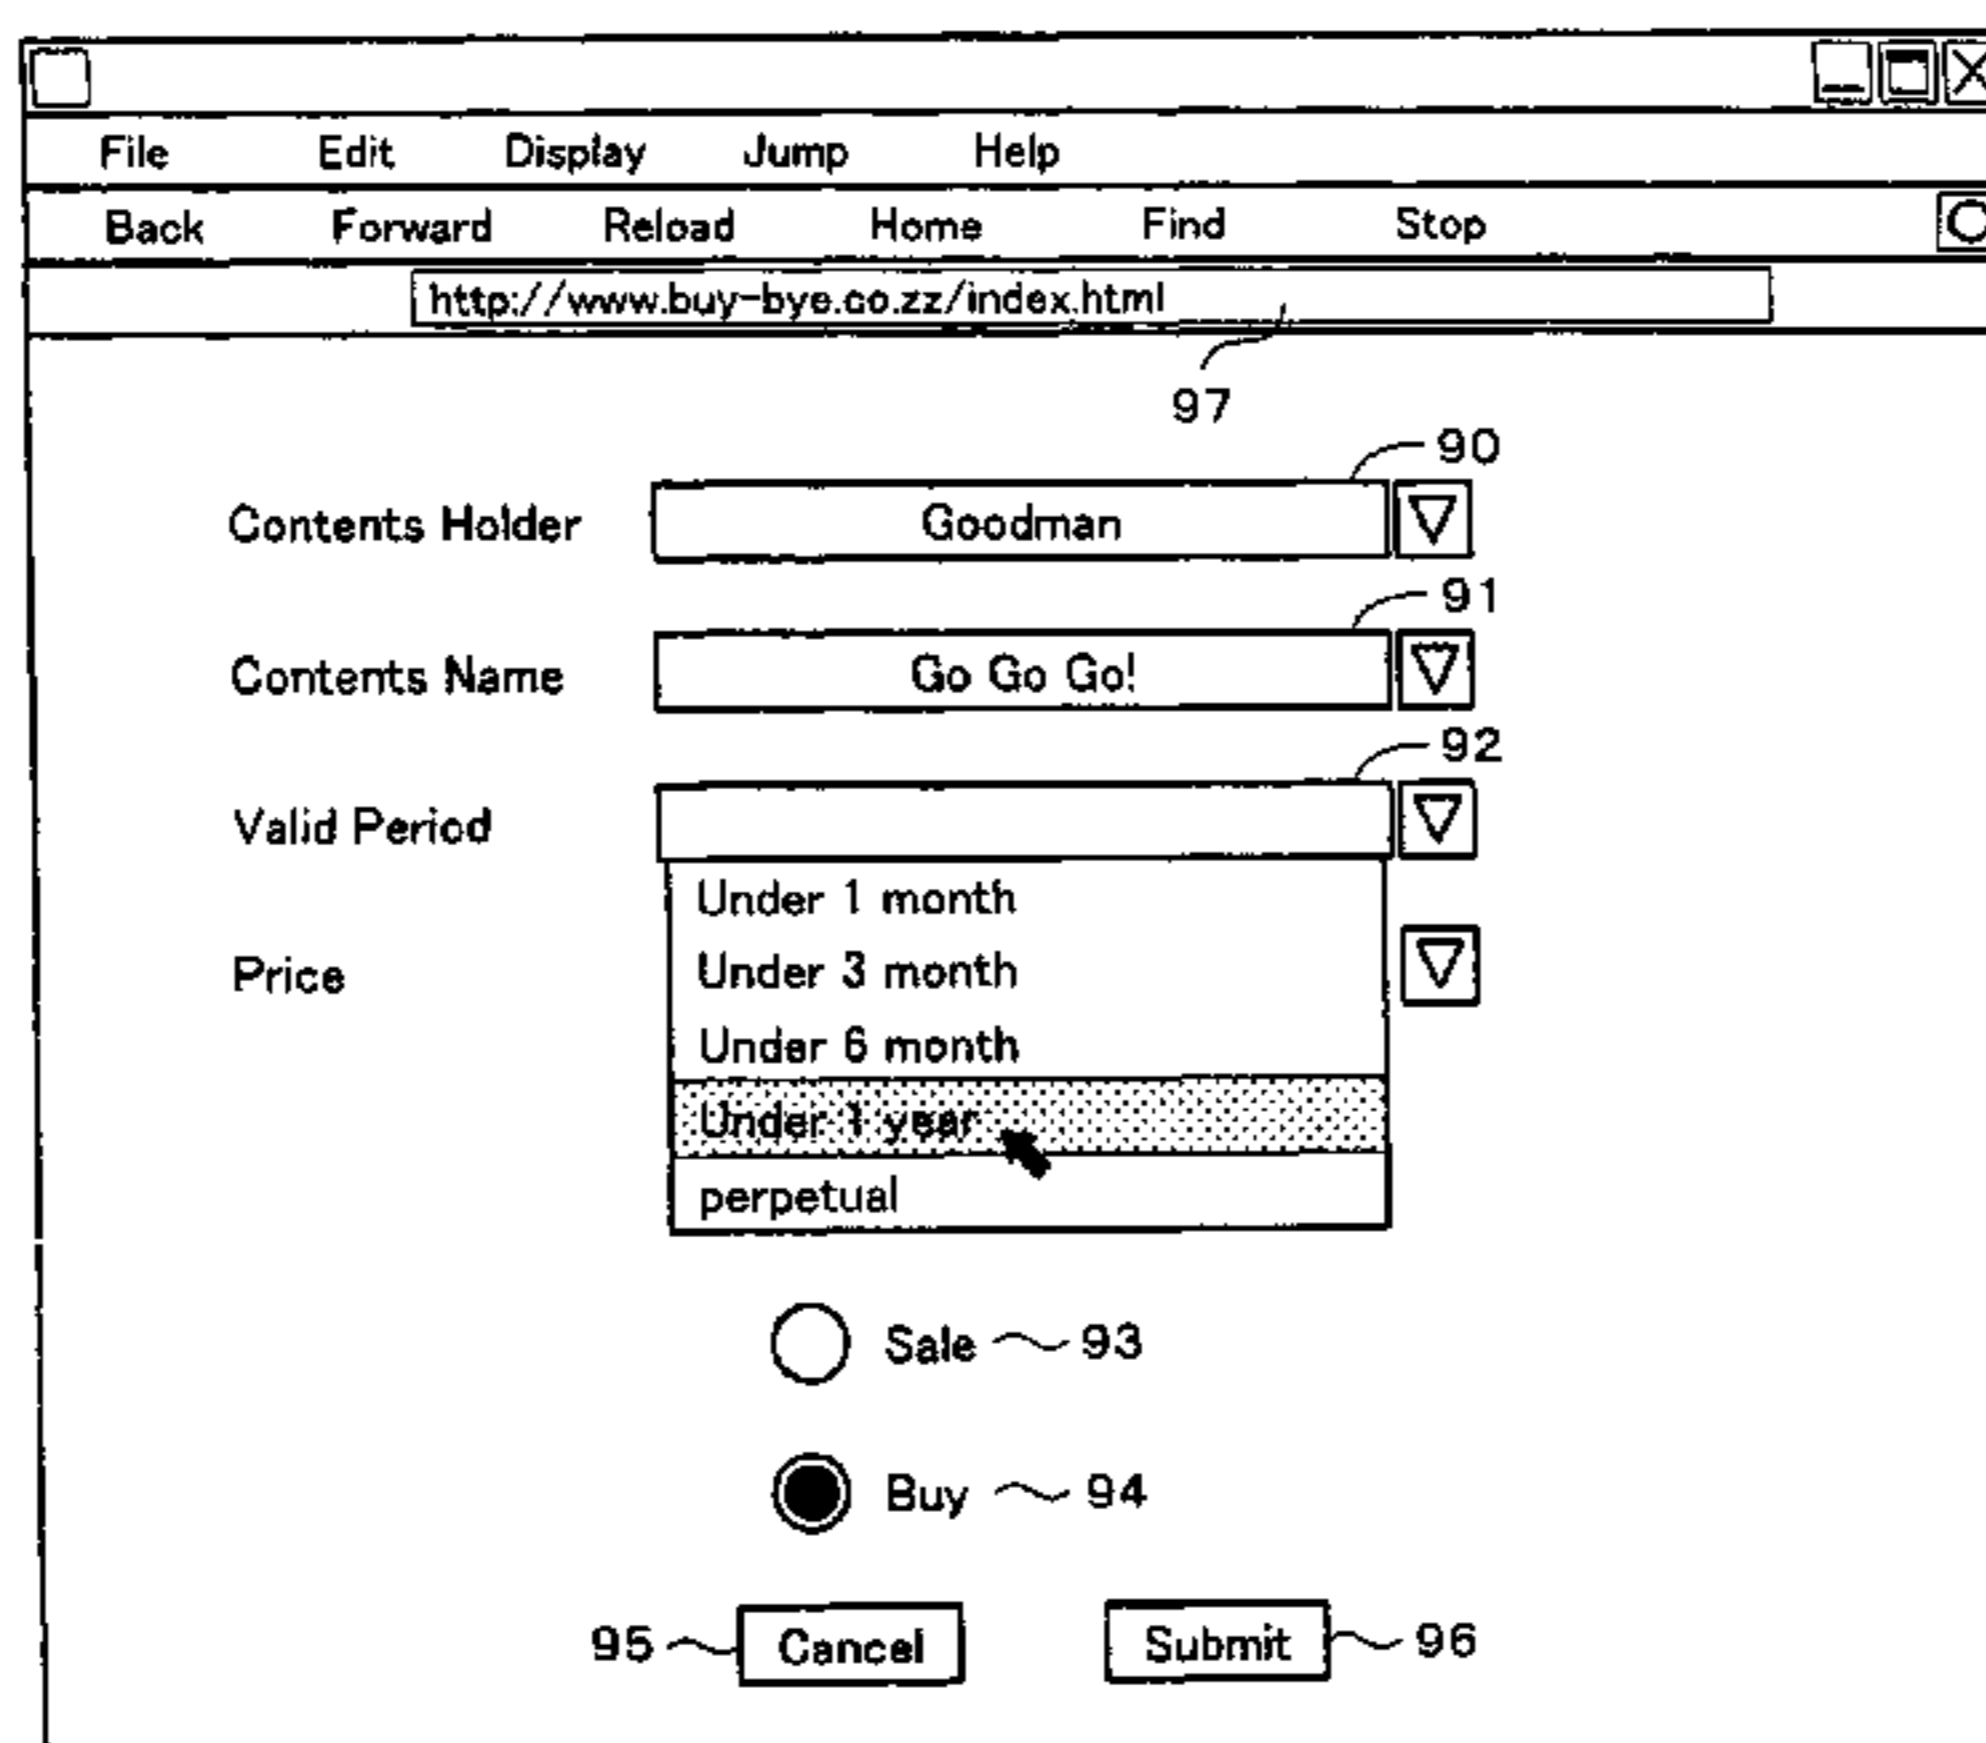 File Edit Display Jump Help
Back Forward Reload Home Find Stop
http://www.buy-bye.co.zz/index.html
97
90
Contents Holder Goodman
91
Contents Name Go Go Go!
92
Valid Period
Under 1 month
Price Under 3 month
Under 6 month
Under 1 year
perpetual
Sale 93
Buy 94
95 Cancel Submit 96